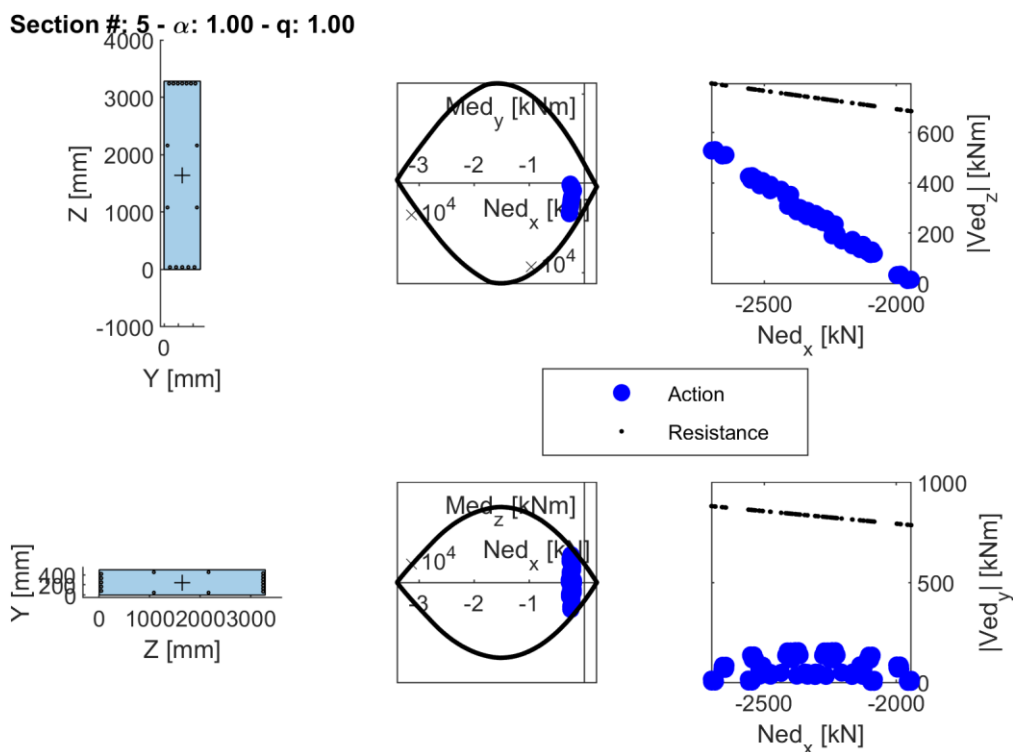 Section #: 5 - α: 1.00 - q: 1.00
4000
3000
2000
1000
0
-1000
Z [mm]
0
Y [mm]
Med_y [kNm]
-3 -2 -1
Ned_x [kN]
×10^4
×10^4
600
400
200
0
|Ved_z| [kNm]
-2500 -2000
Ned_x [kN]
Action
Resistance
400
200
0
Y [mm]
0 1000 2000 3000
Z [mm]
Med_z [kNm]
Ned_x [kN]
×10^4
-3 -2 -1
1000
500
0
|Ved_y| [kNm]
-2500 -2000
Ned_x [kN]